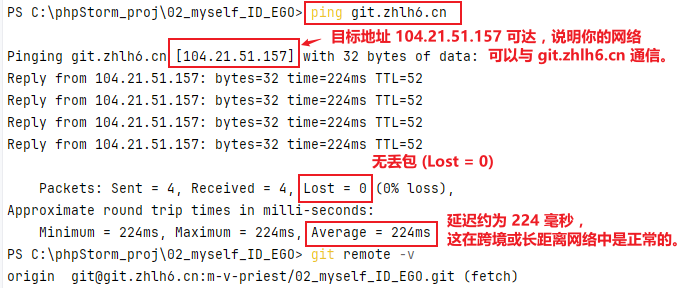 PS C:\phpStorm_proj\02_myself_ID_EGO> ping git.zhlh6.cn
目标地址 104.21.51.157 可达，说明你的网络
Pinging git.zhlh6.cn [104.21.51.157] with 32 bytes of data:
可以与 git.zhlh6.cn 通信。
Reply from 104.21.51.157: bytes=32 time=224ms TTL=52
Reply from 104.21.51.157: bytes=32 time=224ms TTL=52
Reply from 104.21.51.157: bytes=32 time=224ms TTL=52
Reply from 104.21.51.157: bytes=32 time=224ms TTL=52
无丢包 (Lost = 0)
Packets: Sent = 4, Received = 4, Lost = 0 (0% loss),
Approximate round trip times in milli-seconds:
延迟约为 224 毫秒，
Minimum = 224ms, Maximum = 224ms, Average = 224ms
这在跨境或长距离网络中是正常的。
PS C:\phpStorm_proj\02_myself_ID_EGO> git remote -v
origin  git@git.zhlh6.cn:m-v-priest/02_myself_ID_EGO.git (fetch)